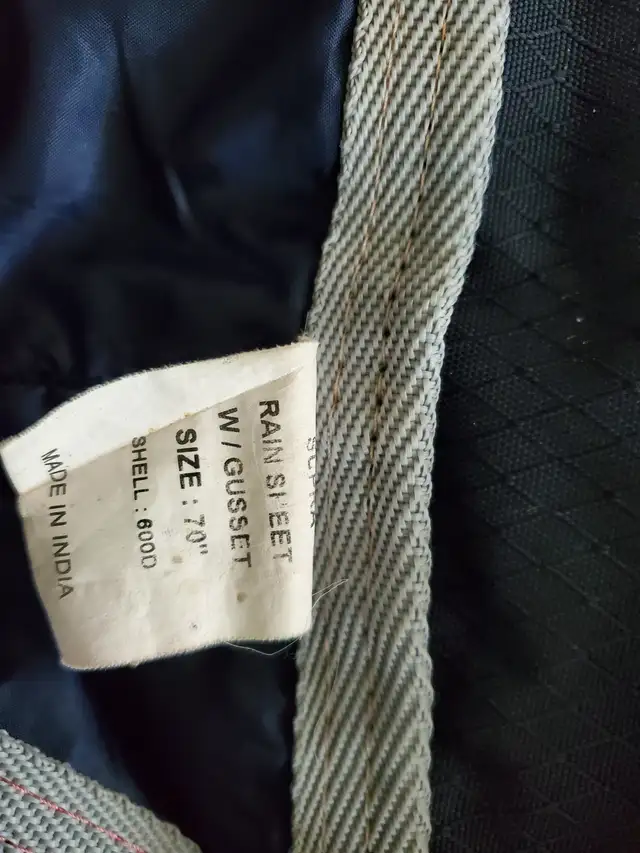 RAIN SHEET
W / GUSSET
SIZE : 70"
SHELL : 600D
MADE IN INDIA